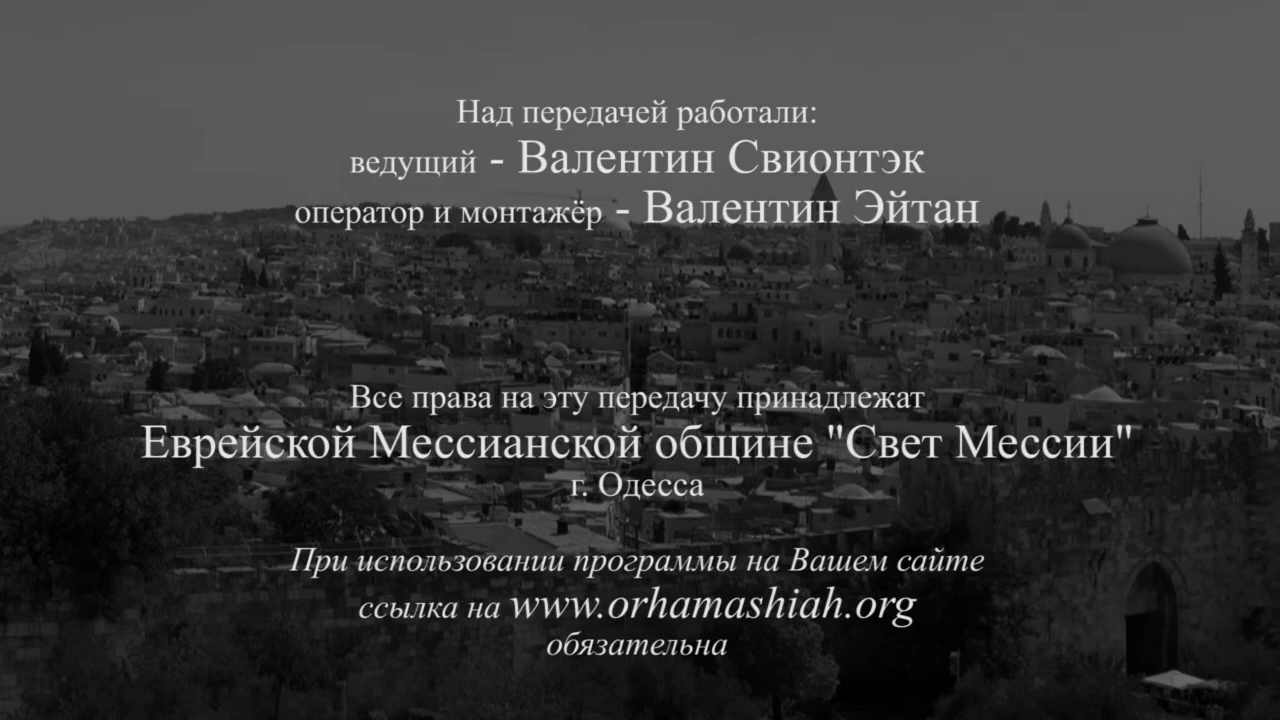 Над передачей работали:
ведущий - Валентин Свионтэк
оператор и монтажёр - Валентин Эйтан
Все права на эту передачу принадлежат
Еврейской Мессианской общине "Свет Мессии"
г. Одесса
При использовании программы на Вашем сайте
ссылка на www.orhamashiah.org
обязательна